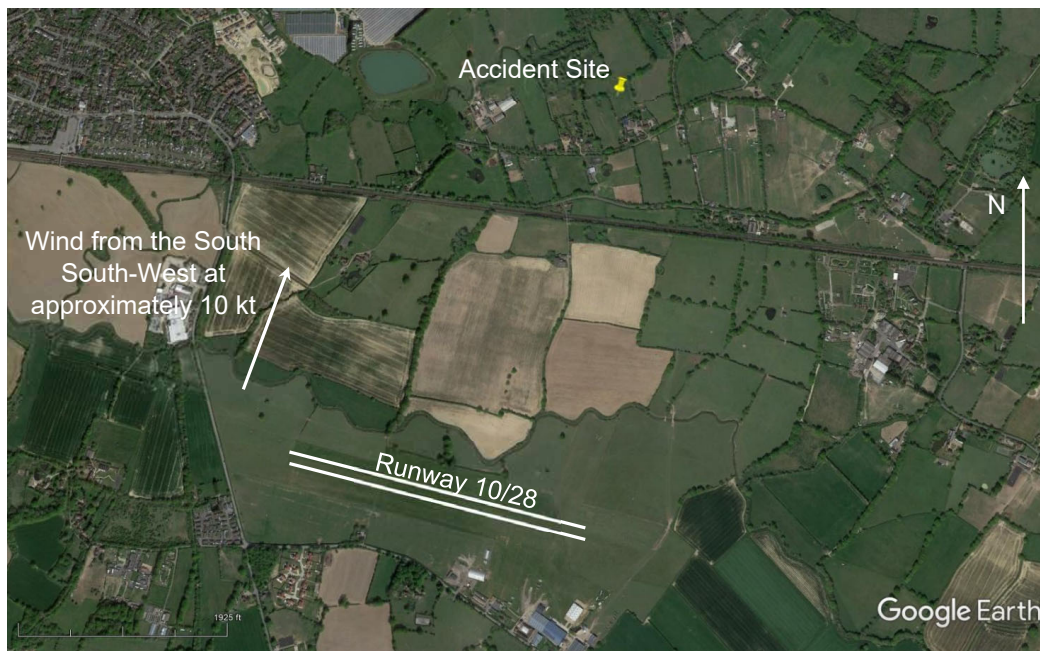 Accident Site
N
Wind from the South
South-West at
approximately 10 kt
Runway 10/28
1925 ft
Google Earth